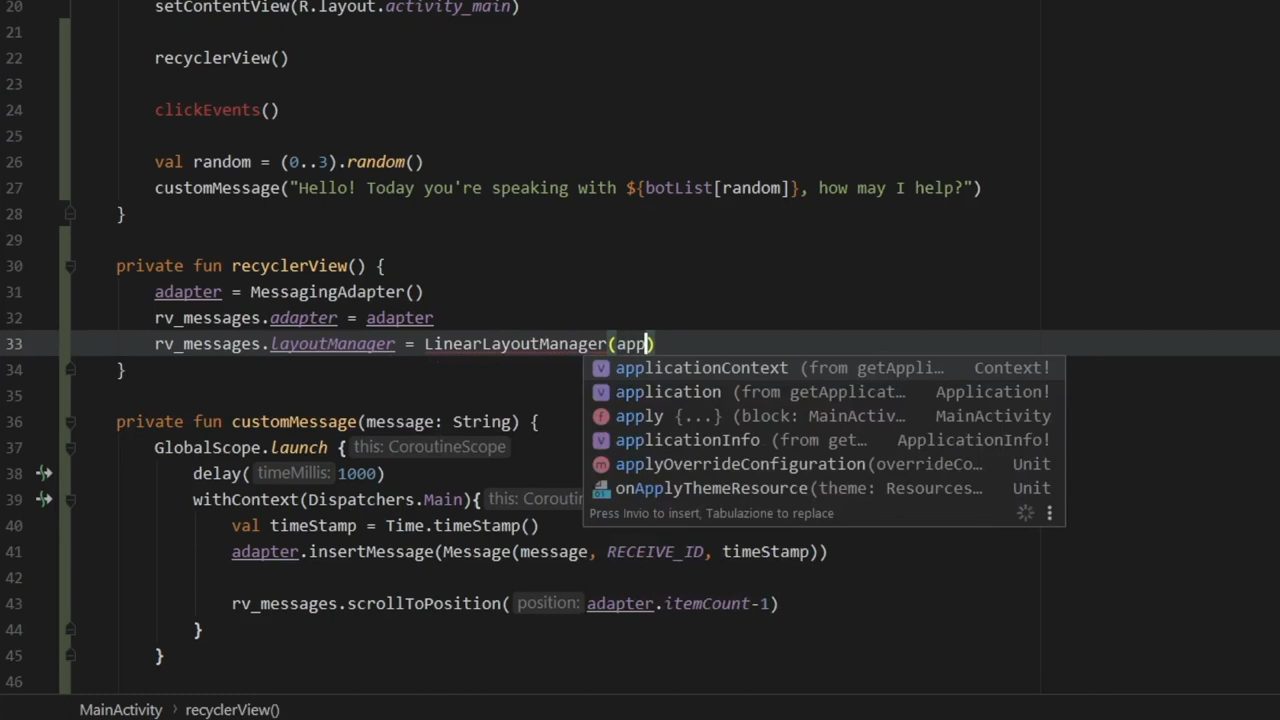 20 setContentView(R.layout.activity_main)
21
22 recyclerView()
23
24 clickEvents()
25
26 val random = (0..3).random()
27 customMessage("Hello! Today you're speaking with ${botList[random]}, how may I help?")
28 }
29
30 private fun recyclerView() {
31 adapter = MessagingAdapter()
32 rv_messages.adapter = adapter
33 rv_messages.layoutManager = LinearLayoutManager(app)
applicationContext (from getAppli… Context!
34 }
application (from getApplicat… Application!
35
apply {...} (block: MainActiv… MainActivity
36 private fun customMessage(message: String) {
applicationInfo (from get… ApplicationInfo!
37 GlobalScope.launch { this: CoroutineScope
applyOverrideConfiguration(overrideCo… Unit
38 delay( timeMillis: 1000)
onApplyThemeResource(theme: Resources… Unit
39 withContext(Dispatchers.Main){ this: Corouti
Press Invio to insert, Tabulazione to replace
40 val timeStamp = Time.timeStamp()
41 adapter.insertMessage(Message(message, RECEIVE_ID, timeStamp))
42
43 rv_messages.scrollToPosition( position: adapter.itemCount-1)
44 }
45 }
46
MainActivity › recyclerView()